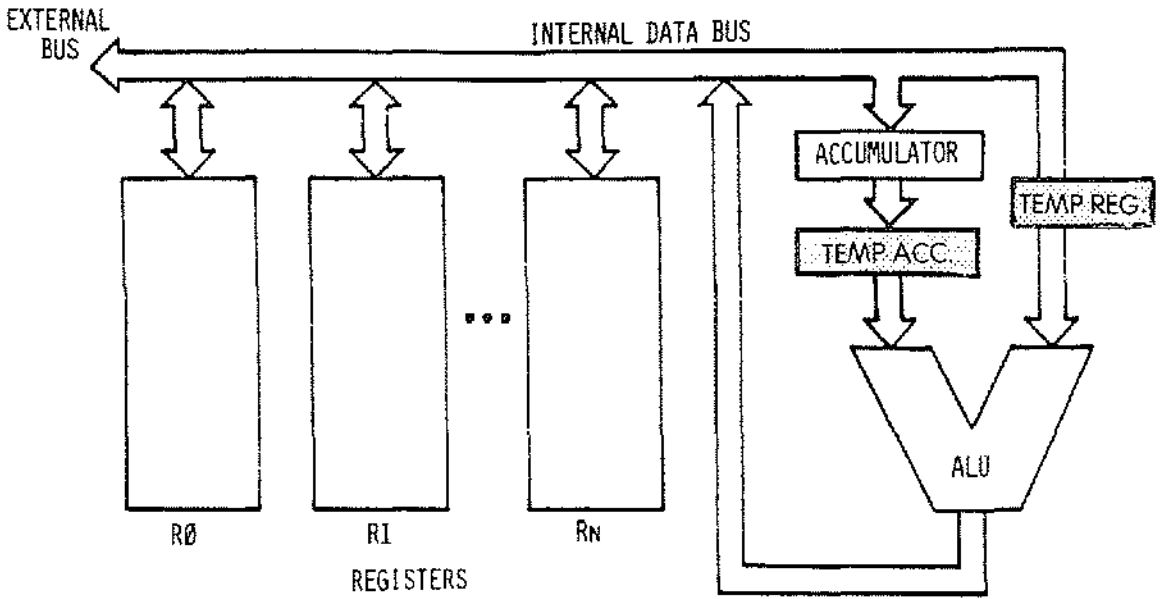 EXTERNAL
BUS
INTERNAL DATA BUS
ACCUMULATOR
TEMP REG.
TEMP ACC.
ALU
RØ
R1
RN
REGISTERS